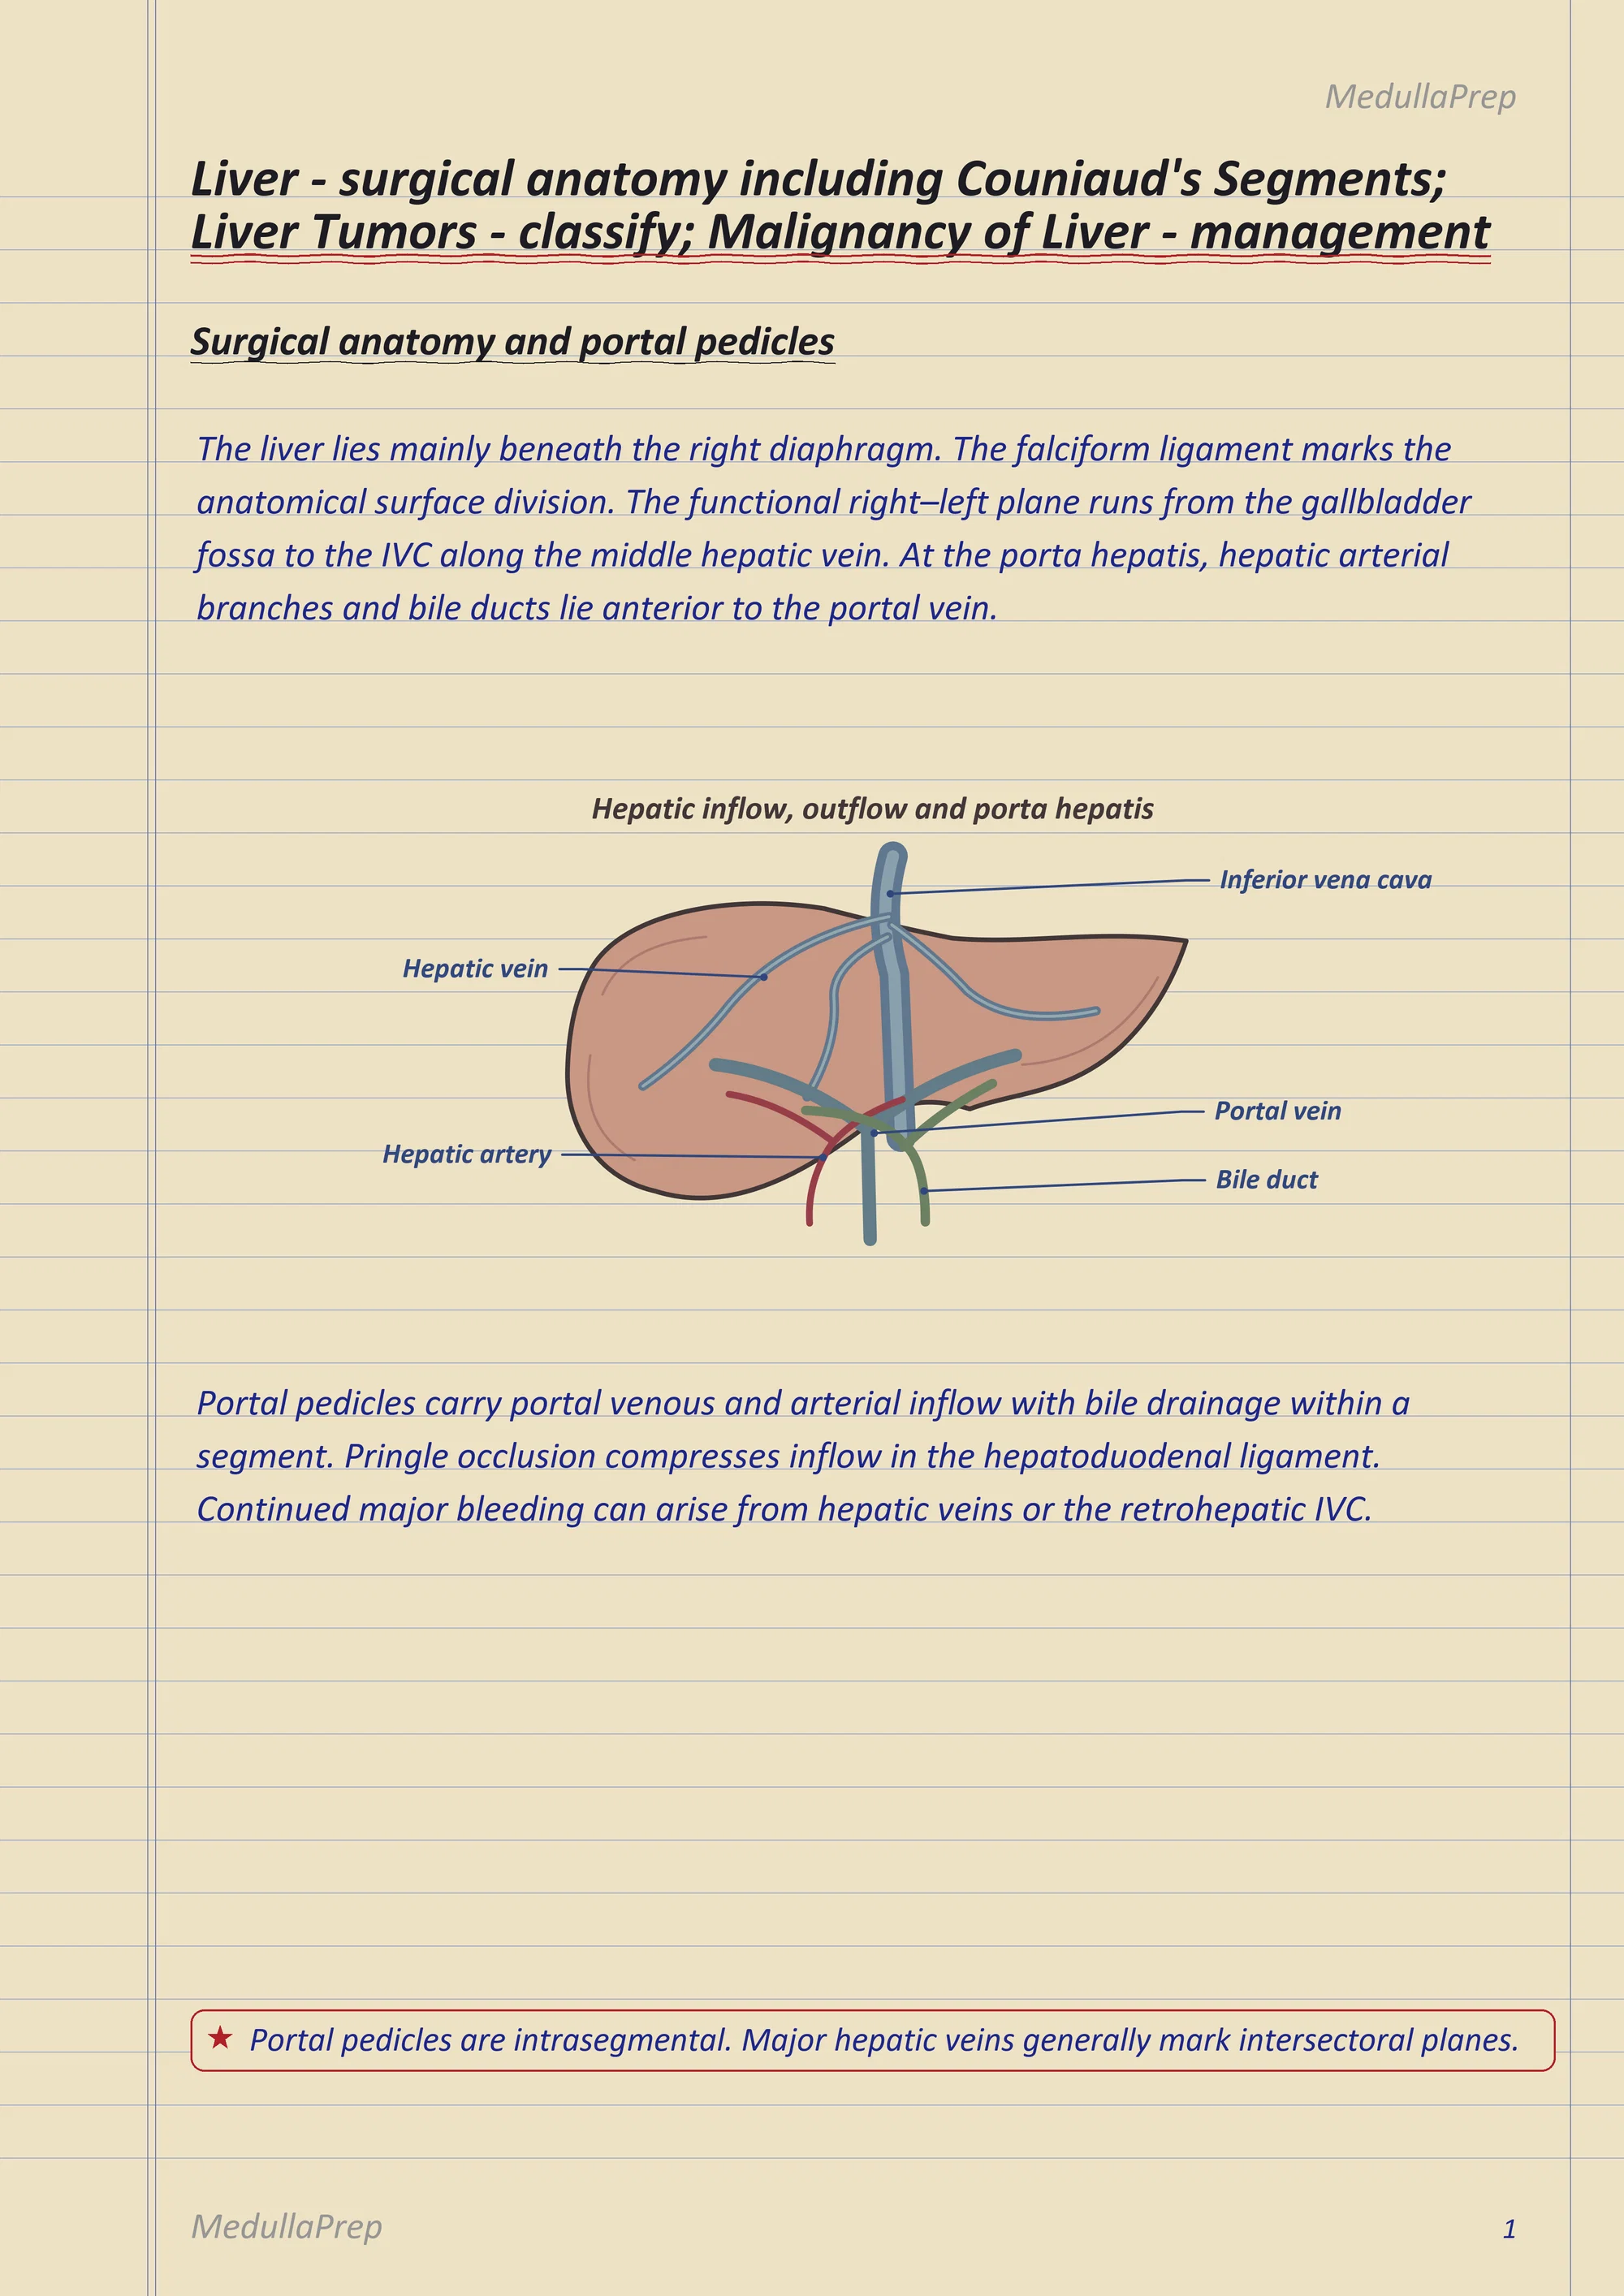 MedullaPrep
Liver - surgical anatomy including Couniaud's Segments;
Liver Tumors - classify; Malignancy of Liver - management
Surgical anatomy and portal pedicles
The liver lies mainly beneath the right diaphragm. The falciform ligament marks the
anatomical surface division. The functional right–left plane runs from the gallbladder
fossa to the IVC along the middle hepatic vein. At the porta hepatis, hepatic arterial
branches and bile ducts lie anterior to the portal vein.
Hepatic inflow, outflow and porta hepatis
Inferior vena cava
Hepatic vein
Portal vein
Hepatic artery
Bile duct
Portal pedicles carry portal venous and arterial inflow with bile drainage within a
segment. Pringle occlusion compresses inflow in the hepatoduodenal ligament.
Continued major bleeding can arise from hepatic veins or the retrohepatic IVC.
★ Portal pedicles are intrasegmental. Major hepatic veins generally mark intersectoral planes.
MedullaPrep
1